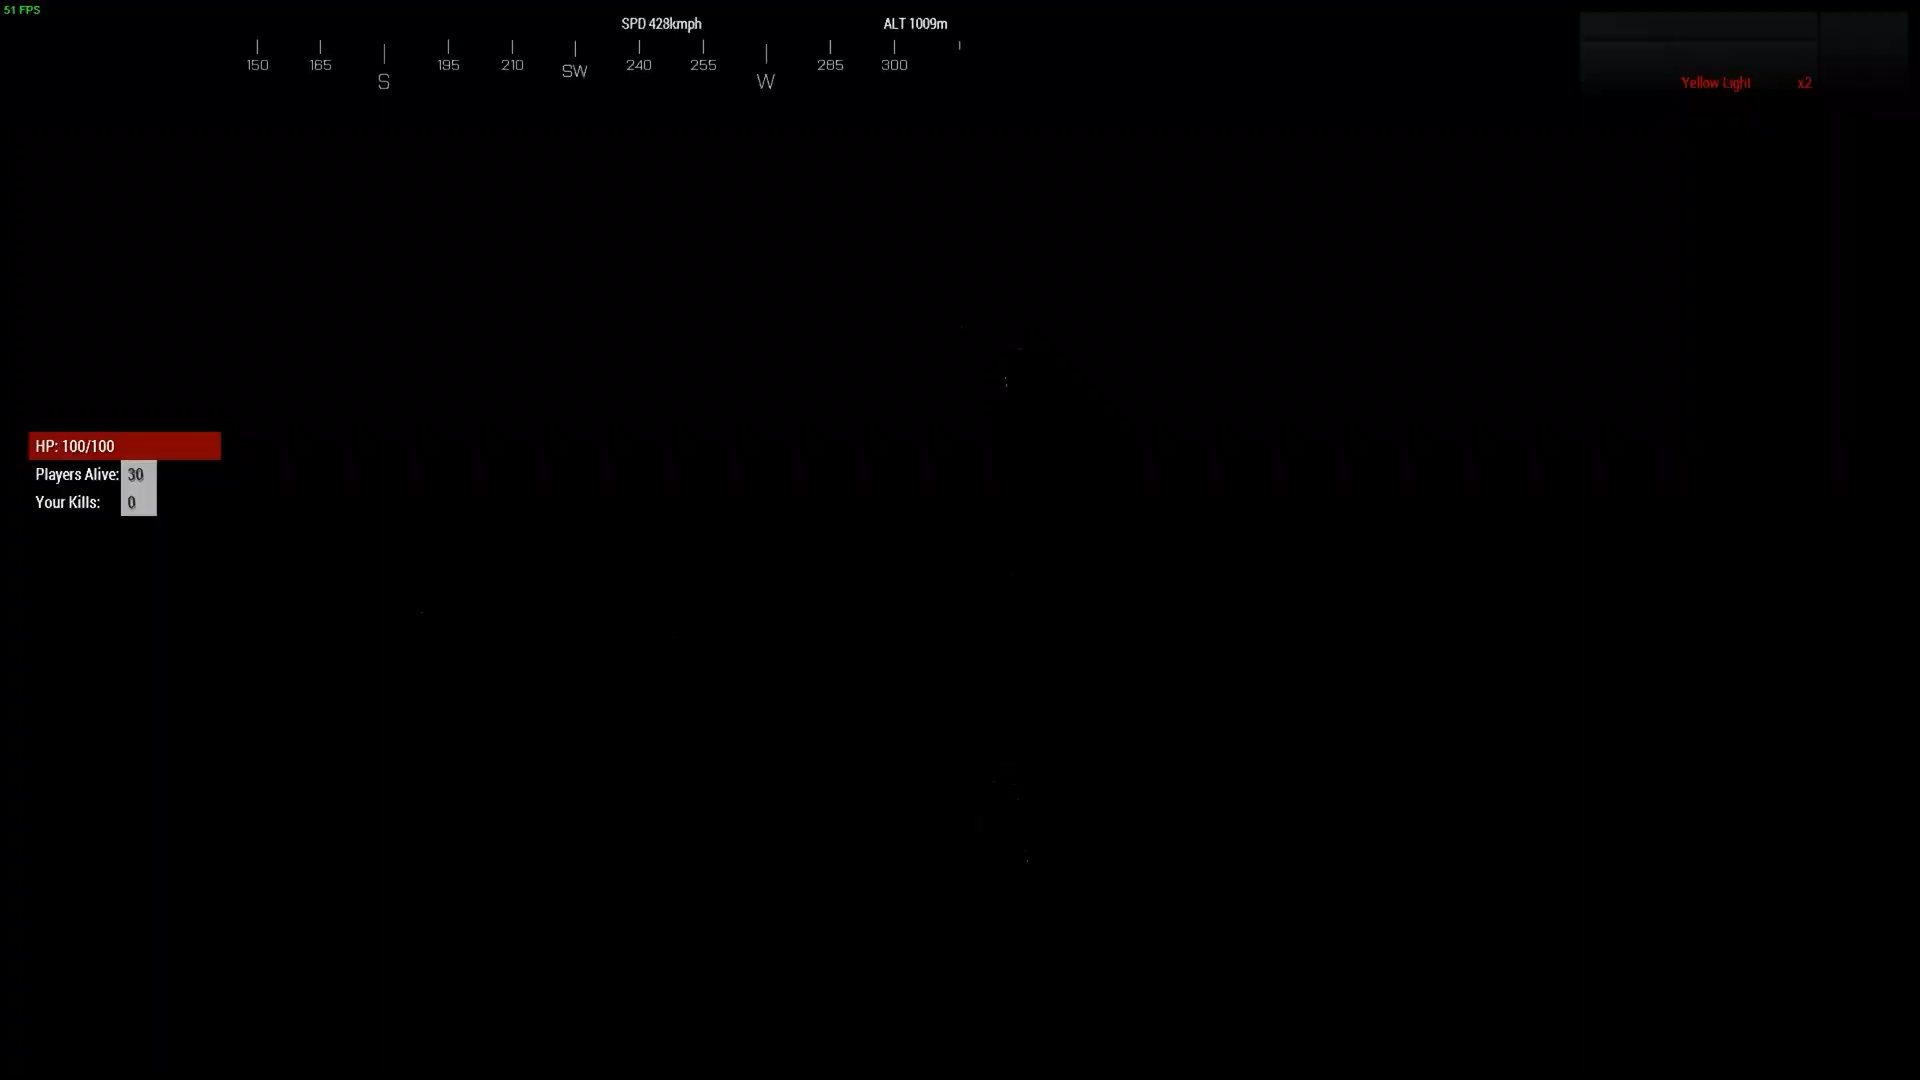 51 FPS
SPD 428kmph ALT 1009m
150 165 S 195 210 SW 240 255 W 285 300
Yellow Light x2
HP: 100/100
Players Alive: 30
Your Kills: 0